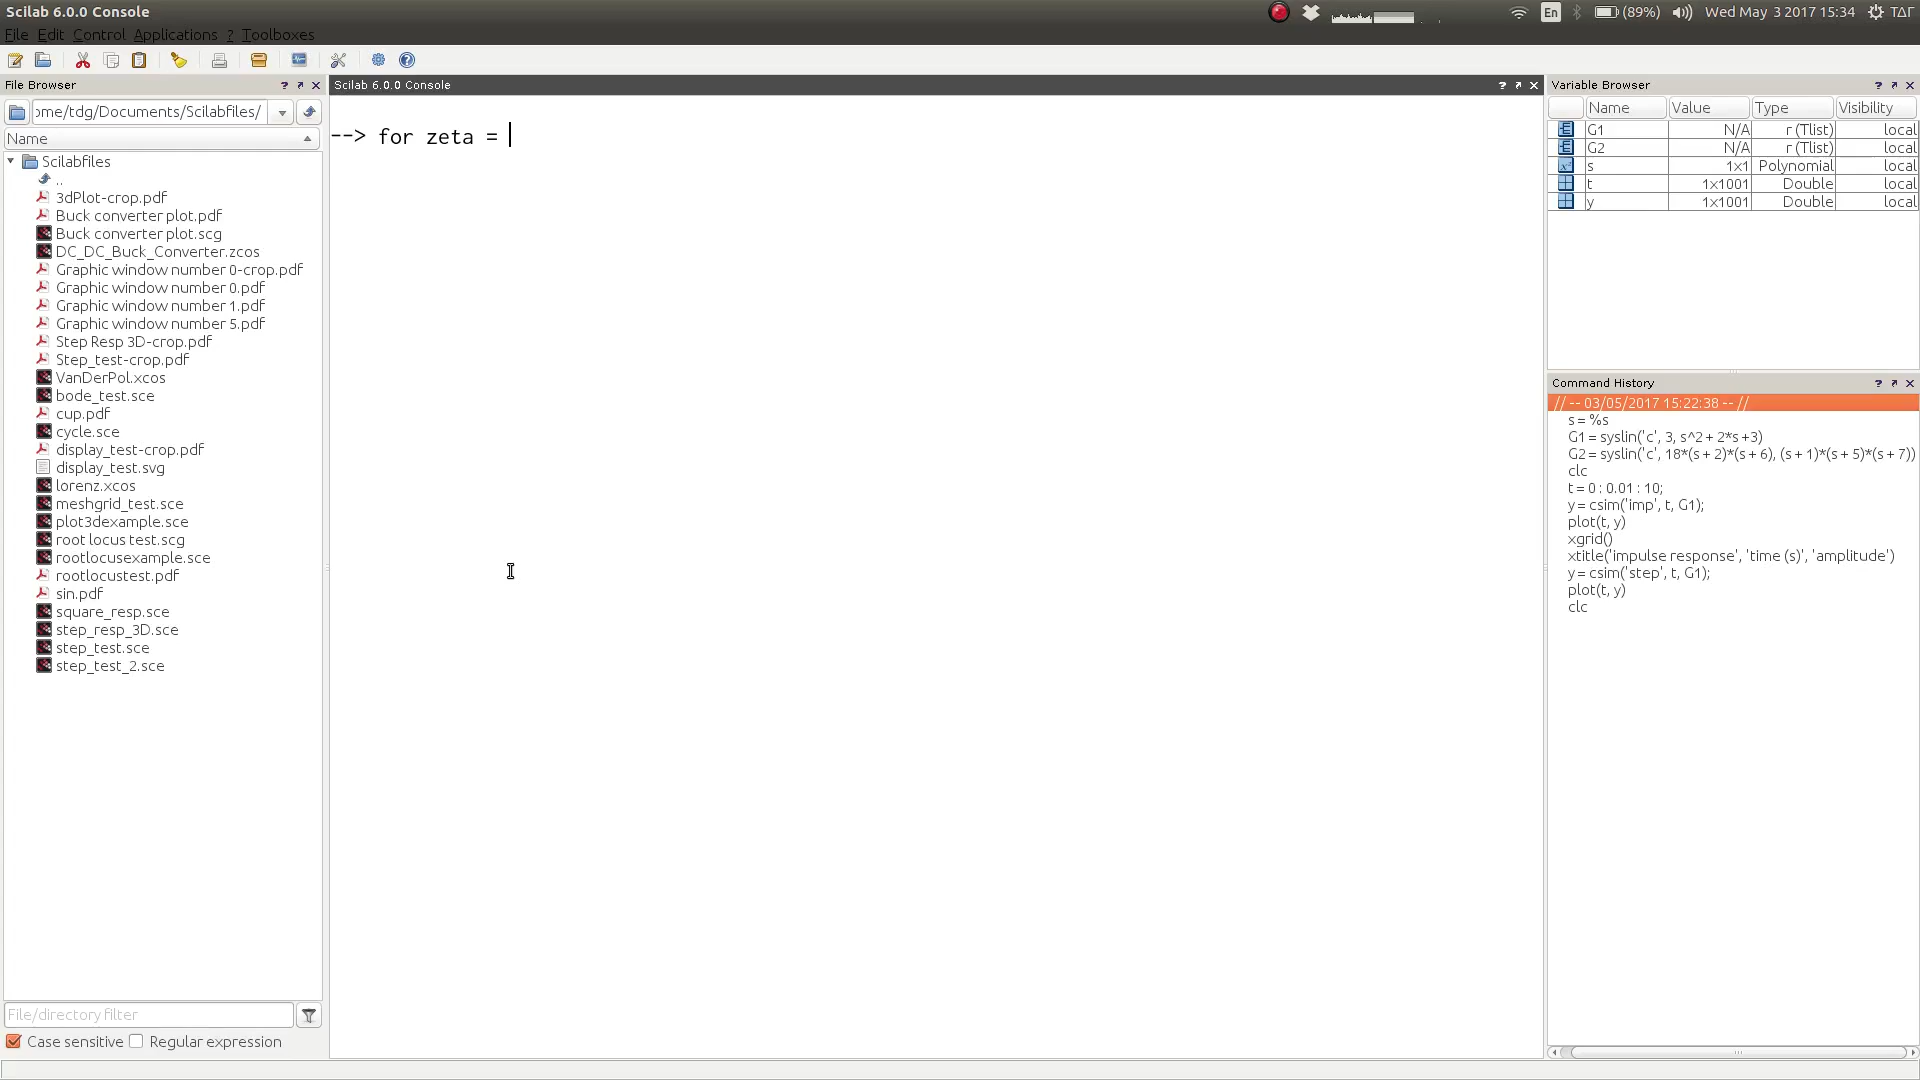 Scilab 6.0.0 Console
En (89%) Wed May 3 2017 15:34 ΤΔΓ
File Edit Control Applications ? Toolboxes
File Browser
ome/tdg/Documents/Scilabfiles/
Name
Scilabfiles
..
3dPlot-crop.pdf
Buck converter plot.pdf
Buck converter plot.scg
DC_DC_Buck_Converter.zcos
Graphic window number 0-crop.pdf
Graphic window number 0.pdf
Graphic window number 1.pdf
Graphic window number 5.pdf
Step Resp 3D-crop.pdf
Step_test-crop.pdf
VanDerPol.xcos
bode_test.sce
cup.pdf
cycle.sce
display_test-crop.pdf
display_test.svg
lorenz.xcos
meshgrid_test.sce
plot3dexample.sce
root locus test.scg
rootlocusexample.sce
rootlocustest.pdf
sin.pdf
square_resp.sce
step_resp_3D.sce
step_test.sce
step_test_2.sce
File/directory filter
Case sensitive Regular expression
Scilab 6.0.0 Console
--> for zeta =
Variable Browser
Name Value Type Visibility
G1 N/A r (Tlist) local
G2 N/A r (Tlist) local
s 1x1 Polynomial local
t 1x1001 Double local
y 1x1001 Double local
Command History
// -- 03/05/2017 15:22:38 -- //
s = %s
G1 = syslin('c', 3, s^2 + 2*s +3)
G2 = syslin('c', 18*(s + 2)*(s + 6), (s + 1)*(s + 5)*(s + 7))
clc
t = 0 : 0.01 : 10;
y = csim('imp', t, G1);
plot(t, y)
xgrid()
xtitle('impulse response', 'time (s)', 'amplitude')
y = csim('step', t, G1);
plot(t, y)
clc